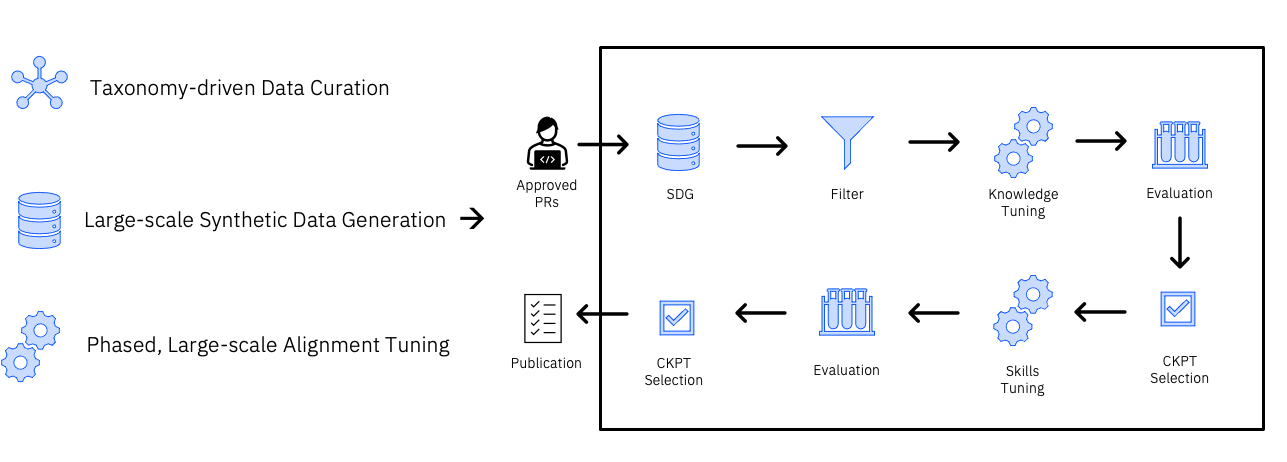 Taxonomy-driven Data Curation
Large-scale Synthetic Data Generation
Phased, Large-scale Alignment Tuning
</>
Approved
PRs
SDG
Filter
Knowledge
Tuning
Evaluation
CKPT
Selection
Skills
Tuning
Evaluation
CKPT
Selection
Publication